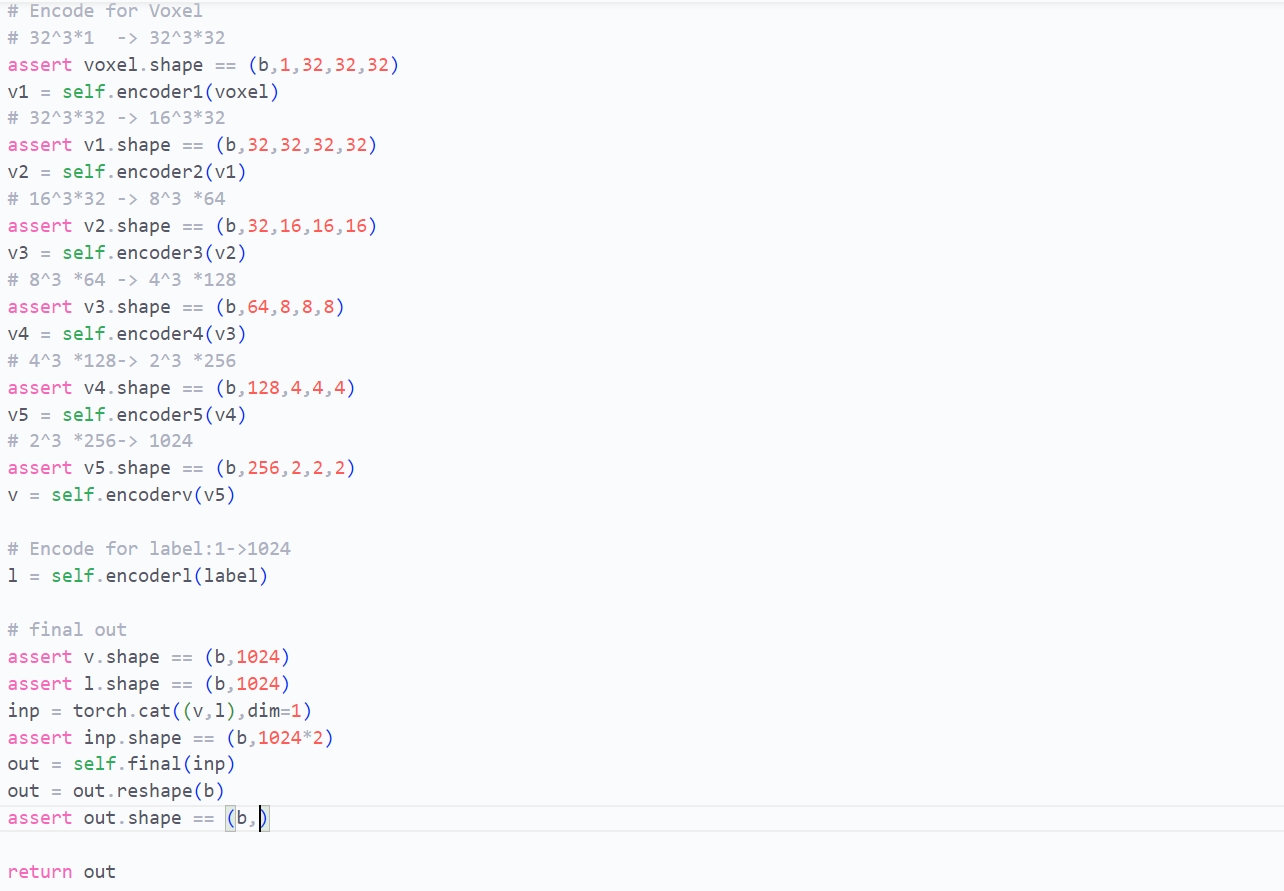 # Encode for Voxel
# 32^3*1  -> 32^3*32
assert voxel.shape == (b,1,32,32,32)
v1 = self.encoder1(voxel)
# 32^3*32 -> 16^3*32
assert v1.shape == (b,32,32,32,32)
v2 = self.encoder2(v1)
# 16^3*32 -> 8^3 *64
assert v2.shape == (b,32,16,16,16)
v3 = self.encoder3(v2)
# 8^3 *64 -> 4^3 *128
assert v3.shape == (b,64,8,8,8)
v4 = self.encoder4(v3)
# 4^3 *128-> 2^3 *256
assert v4.shape == (b,128,4,4,4)
v5 = self.encoder5(v4)
# 2^3 *256-> 1024
assert v5.shape == (b,256,2,2,2)
v = self.encoderv(v5)

# Encode for label:1->1024
l = self.encoderl(label)

# final out
assert v.shape == (b,1024)
assert l.shape == (b,1024)
inp = torch.cat((v,l),dim=1)
assert inp.shape == (b,1024*2)
out = self.final(inp)
out = out.reshape(b)
assert out.shape == (b,)

return out